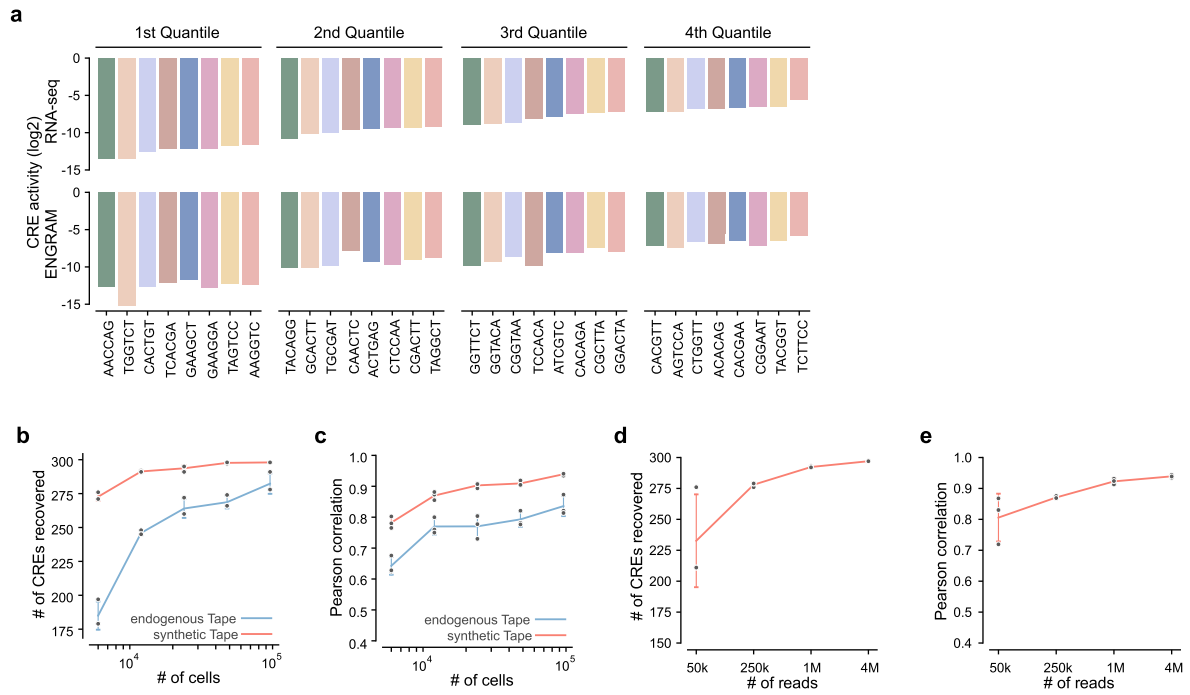 a
1st Quantile
2nd Quantile
3rd Quantile
4th Quantile
CRE activity (log2)
RNA-seq
0
-5
-10
-15
ENGRAM
0
-5
-10
-15
AACCAG
TGGTCT
CACTGT
TCACGA
GAAGCT
GAAGGA
TAGTCC
AAGGTC
TACAGG
GCACTT
TGCGAT
CAACTC
ACTGAG
CTCCAA
CGACTT
TAGGCT
GGTTCT
GGTACA
CGGTAA
TCCACA
ATCGTC
CACAGA
CGCTTA
GGACTA
CACGTT
AGTCCA
CTGGTT
ACACAG
CACGAA
CGGAAT
TACGGT
TCTTCC
b
# of CREs recovered
300
275
250
225
200
175
endogenous Tape
synthetic Tape
10^4
10^5
# of cells
c
Pearson correlation
1.0
0.9
0.8
0.7
0.6
0.5
0.4
endogenous Tape
synthetic Tape
10^4
10^5
# of cells
d
# of CREs recovered
300
275
250
225
200
175
150
50k
250k
1M
4M
# of reads
e
Pearson correlation
1.0
0.9
0.8
0.7
0.6
0.5
0.4
50k
250k
1M
4M
# of reads